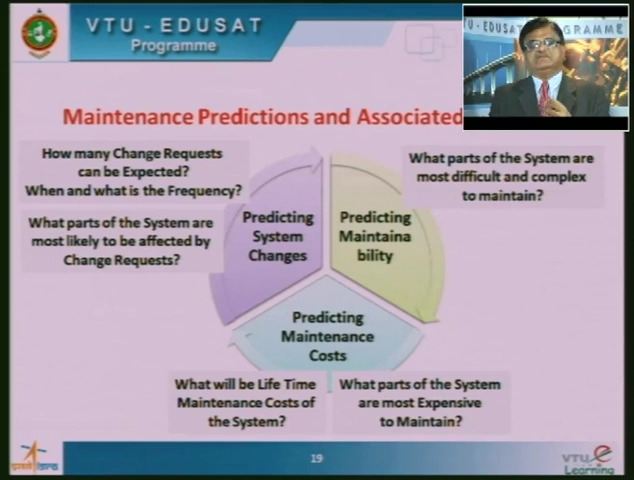 VTU - EDUSAT
Programme
U - EDUS
PROGRAMME
Maintenance Predictions and Associated
How many Change Requests
can be Expected?
When and what is the Frequency?
What parts of the System are
most likely to be affected by
Change Requests?
Predicting
System
Changes
Predicting
Maintaina
bility
What parts of the System are
most difficult and complex
to maintain?
Predicting
Maintenance
Costs
What will be Life Time
Maintenance Costs of
the System?
What parts of the System
are most Expensive
to Maintain?
19
VTU e
Learning